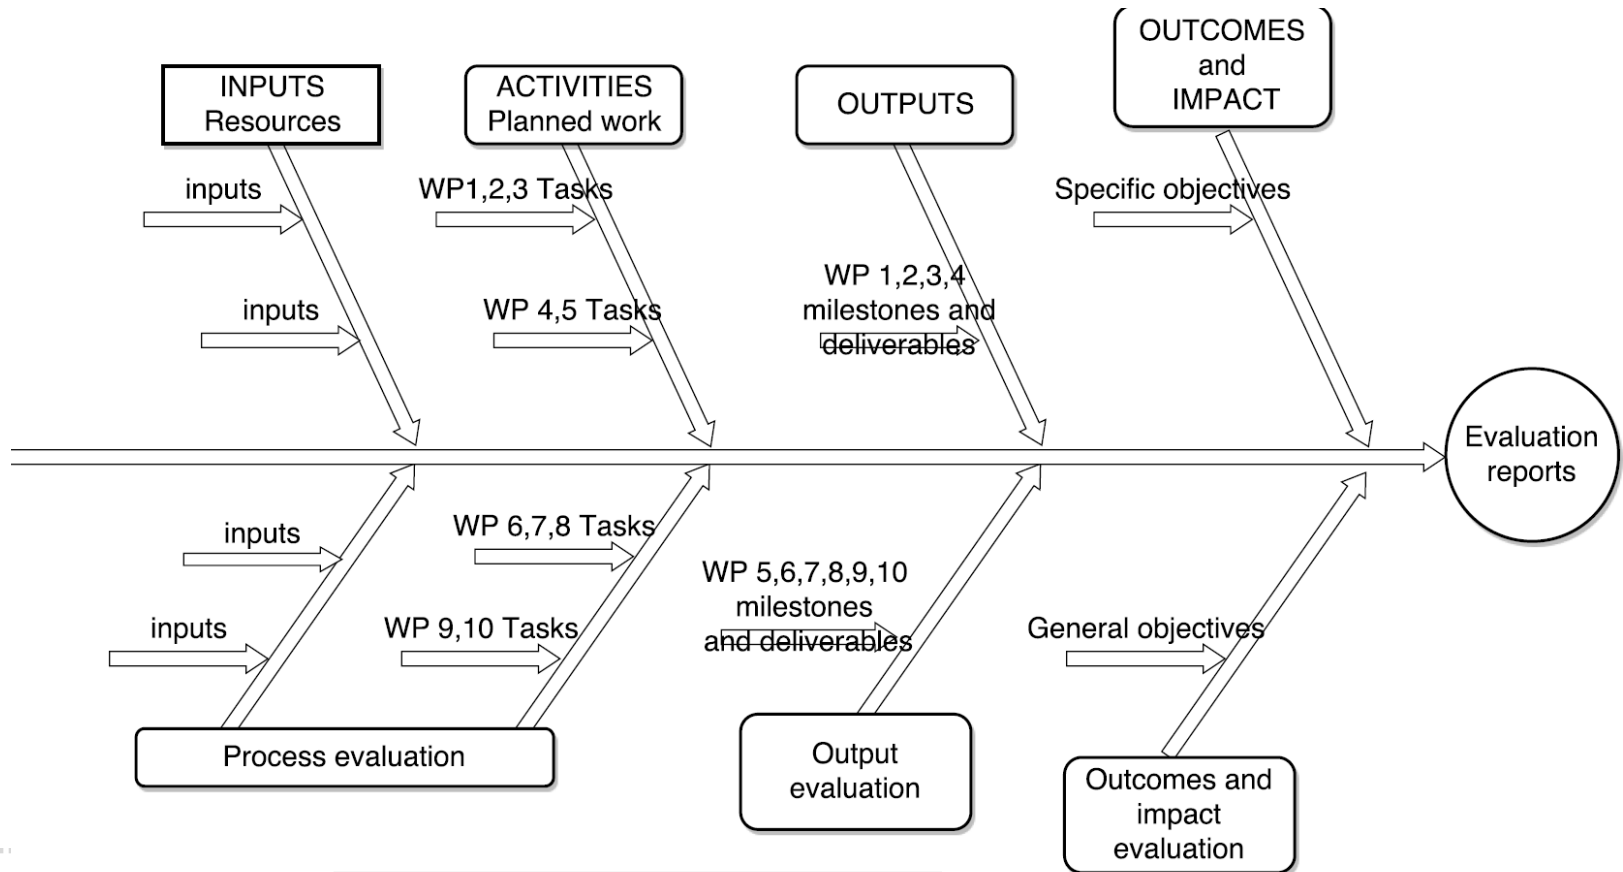 OUTCOMES
and
IMPACT
INPUTS
Resources
ACTIVITIES
Planned work
OUTPUTS
inputs
WP1,2,3 Tasks
Specific objectives
inputs
WP 4,5 Tasks
WP 1,2,3,4
milestones and
deliverables
Evaluation
reports
inputs
WP 6,7,8 Tasks
WP 5,6,7,8,9,10
milestones
and deliverables
inputs
WP 9,10 Tasks
General objectives
Process evaluation
Output
evaluation
Outcomes and
impact
evaluation